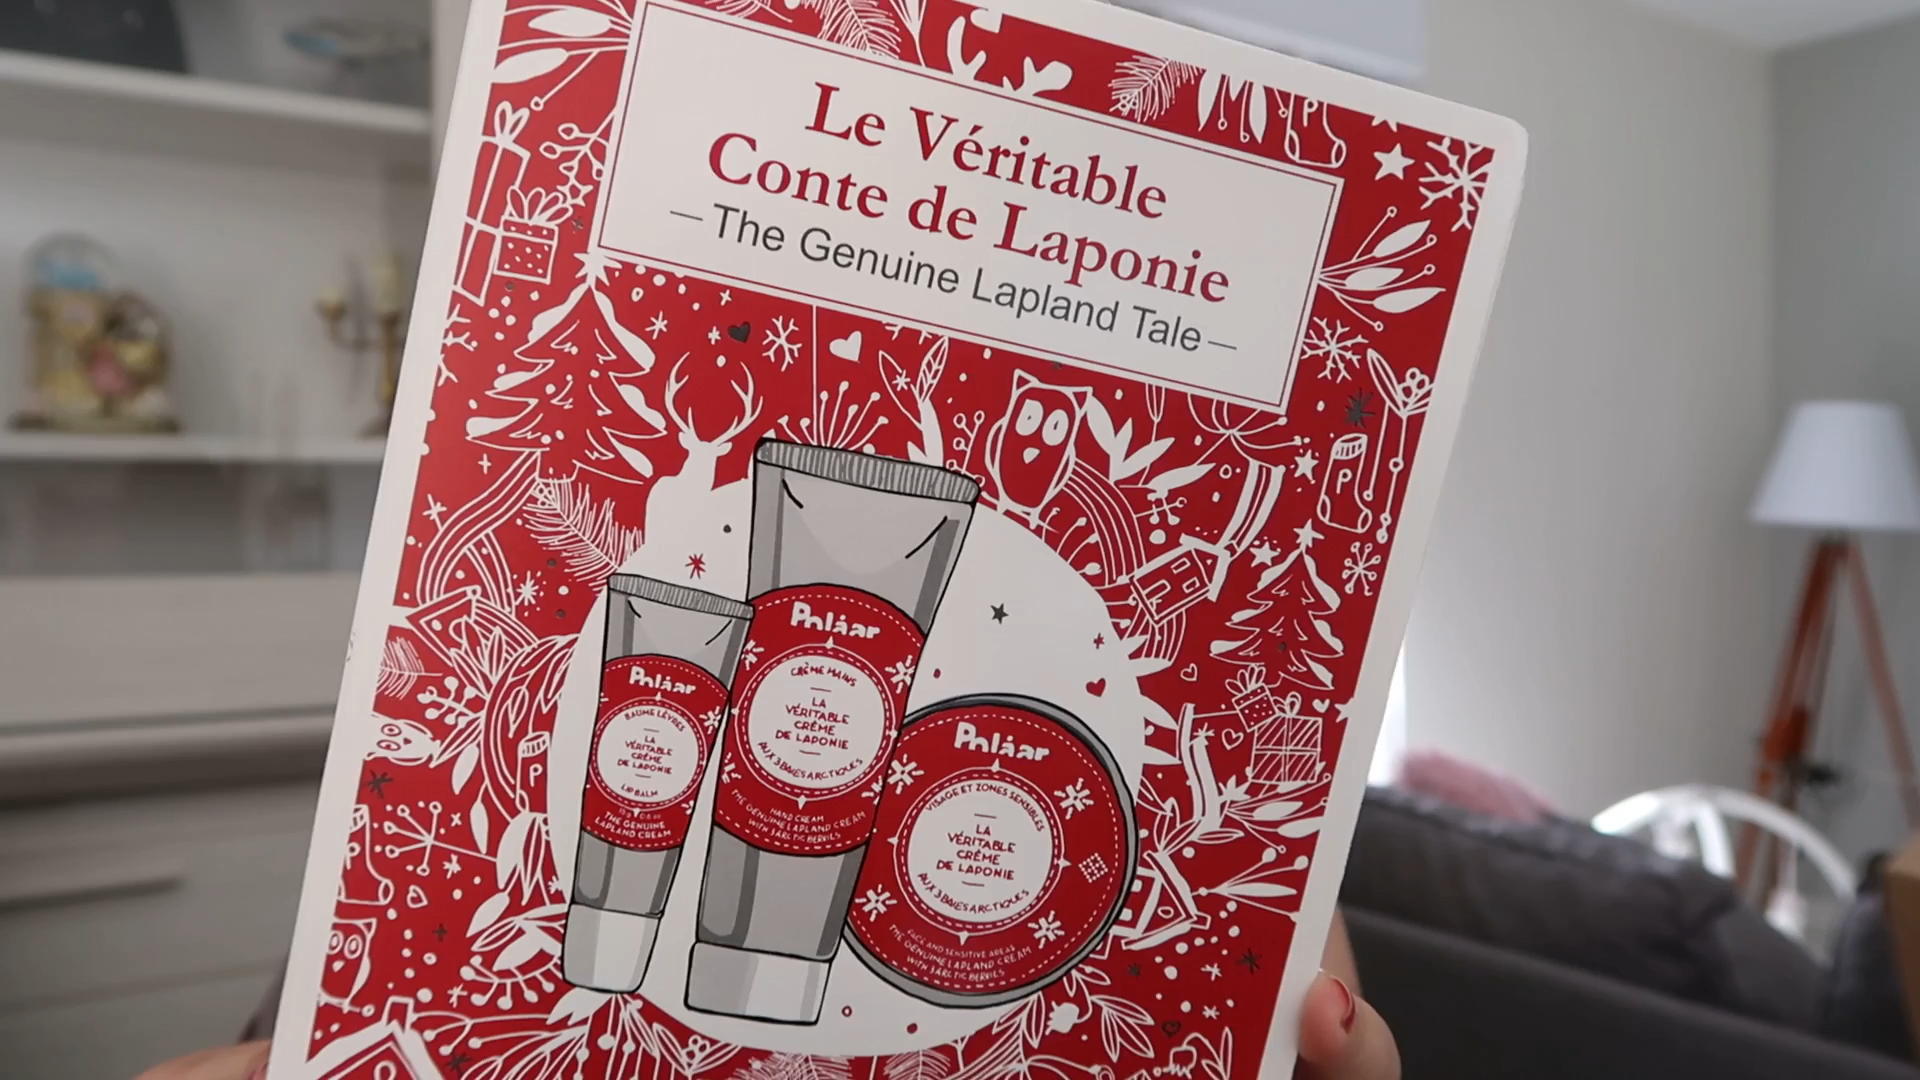 Le Véritable
Conte de Laponie
— The Genuine Lapland Tale —
Polåar
BAUME LÈVRES
LA
VÉRITABLE
CRÈME
DE LAPONIE
LIP BALM
THE GENUINE
LAPLAND CREAM
Polåar
CRÈME MAINS
LA
VÉRITABLE
CRÈME
DE LAPONIE
AUX 3 BAIES ARCTIQUES
HAND CREAM
THE GENUINE LAPLAND CREAM
WITH 3 ARCTIC BERRIES
Polåar
VISAGE ET ZONES SENSIBLES
LA
VÉRITABLE
CRÈME
DE LAPONIE
AUX 3 BAIES ARCTIQUES
FACE AND SENSITIVE AREAS
THE GENUINE LAPLAND CREAM
WITH 3 ARCTIC BERRIES
P
P
P